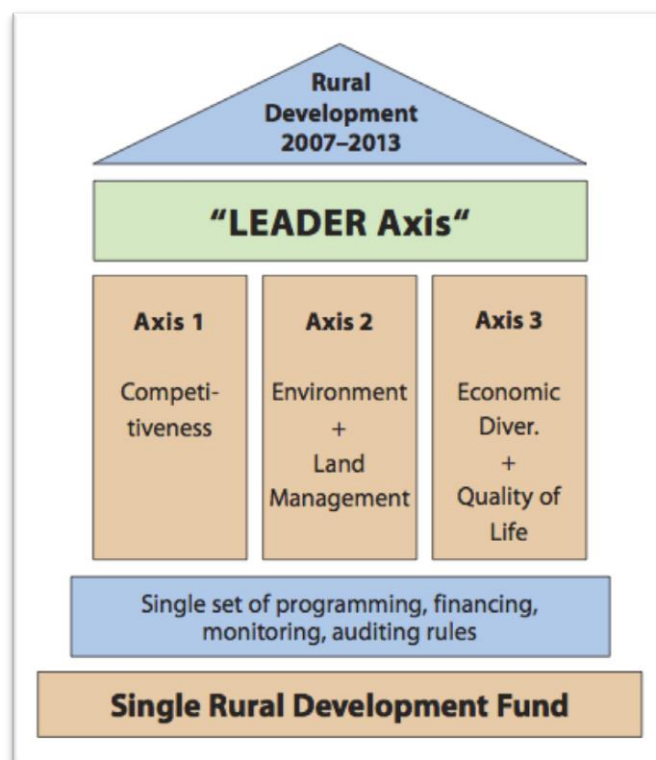 Rural
Development
2007–2013
“LEADER Axis“
Axis 1
Competi-
tiveness
Axis 2
Environment
+
Land
Management
Axis 3
Economic
Diver.
+
Quality of
Life
Single set of programming, financing,
monitoring, auditing rules
Single Rural Development Fund